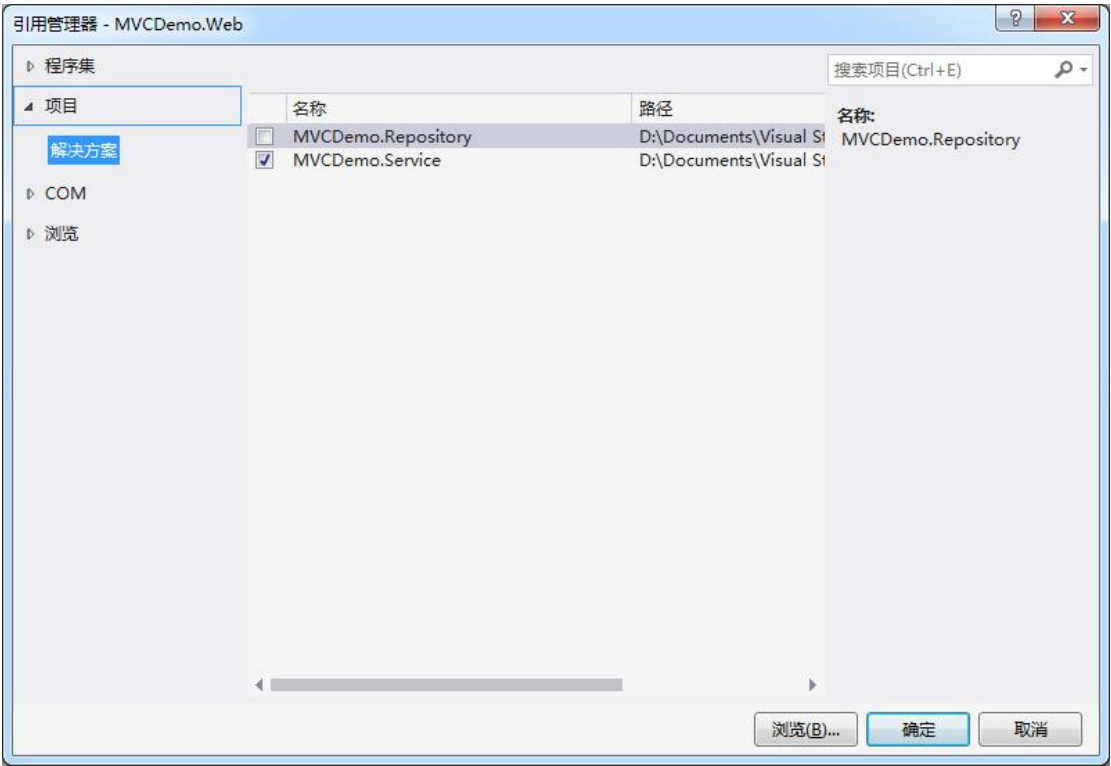 引用管理器 - MVCDemo.Web
程序集
搜索项目(Ctrl+E)
项目
解决方案
COM
浏览
名称 路径
MVCDemo.Repository D:\Documents\Visual St
MVCDemo.Service D:\Documents\Visual St
名称:
MVCDemo.Repository
浏览(B)... 确定 取消